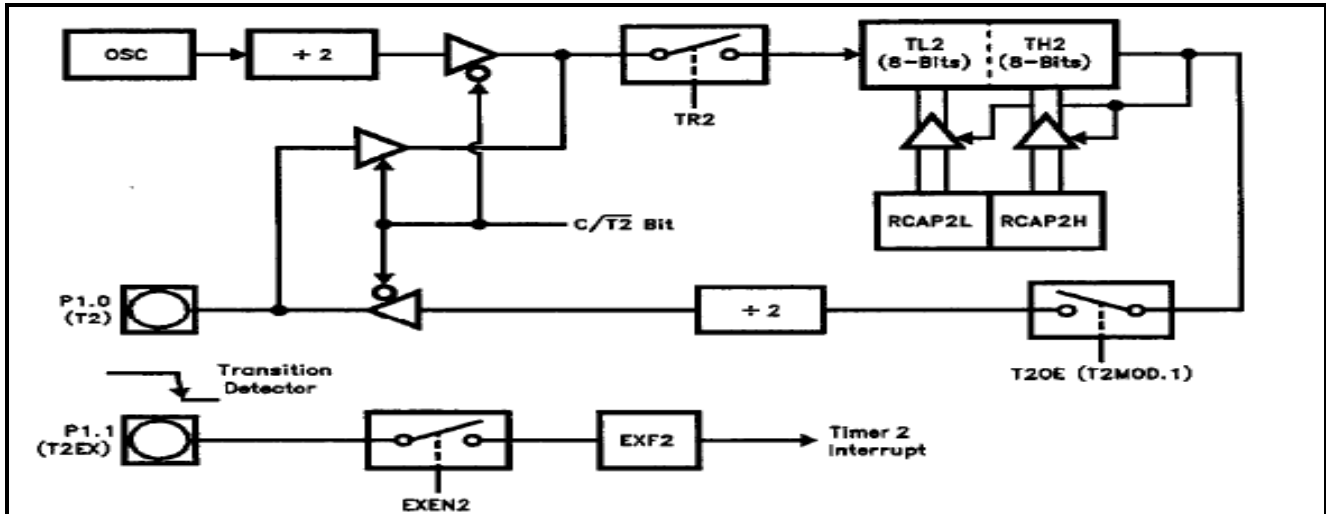 OSC
÷ 2
TL2
(8-Bits)
TH2
(8-Bits)
TR2
RCAP2L
RCAP2H
C/T2̅ Bit
P1.0
(T2)
÷ 2
T2OE (T2MOD.1)
Transition
Detector
P1.1
(T2EX)
EXF2
Timer 2
Interrupt
EXEN2